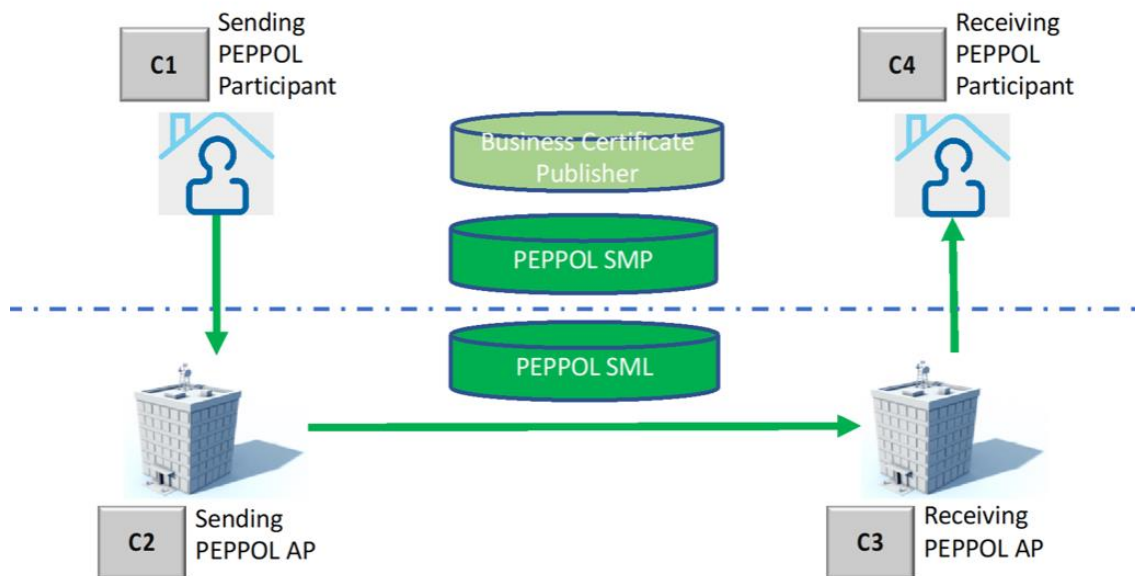 C1
Sending
PEPPOL
Participant
C4
Receiving
PEPPOL
Participant
Business Certificate
Publisher
PEPPOL SMP
PEPPOL SML
C2
Sending
PEPPOL AP
C3
Receiving
PEPPOL AP